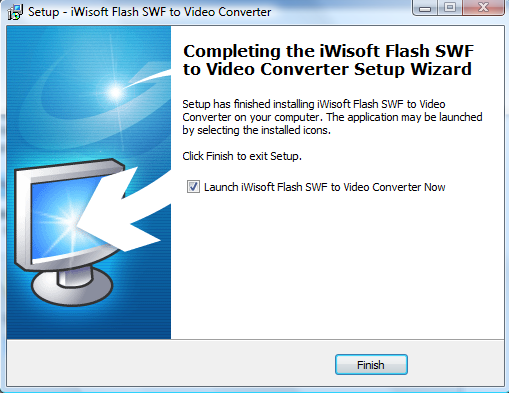 Setup - iWisoft Flash SWF to Video Converter
Completing the iWisoft Flash SWF
to Video Converter Setup Wizard
Setup has finished installing iWisoft Flash SWF to Video
Converter on your computer. The application may be launched
by selecting the installed icons.
Click Finish to exit Setup.
Launch iWisoft Flash SWF to Video Converter Now
Finish